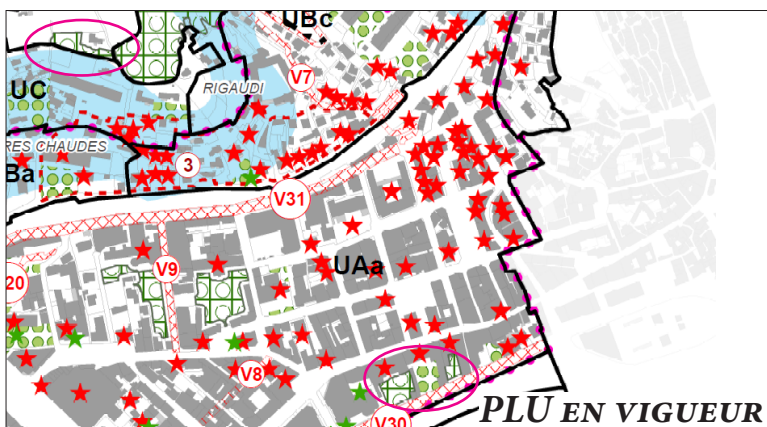 UBc
V7
RIGAUDI
UC
RES CHAUDES
Ba
3
V31
V9
UAa
20
V8
V30
PLU EN VIGUEUR